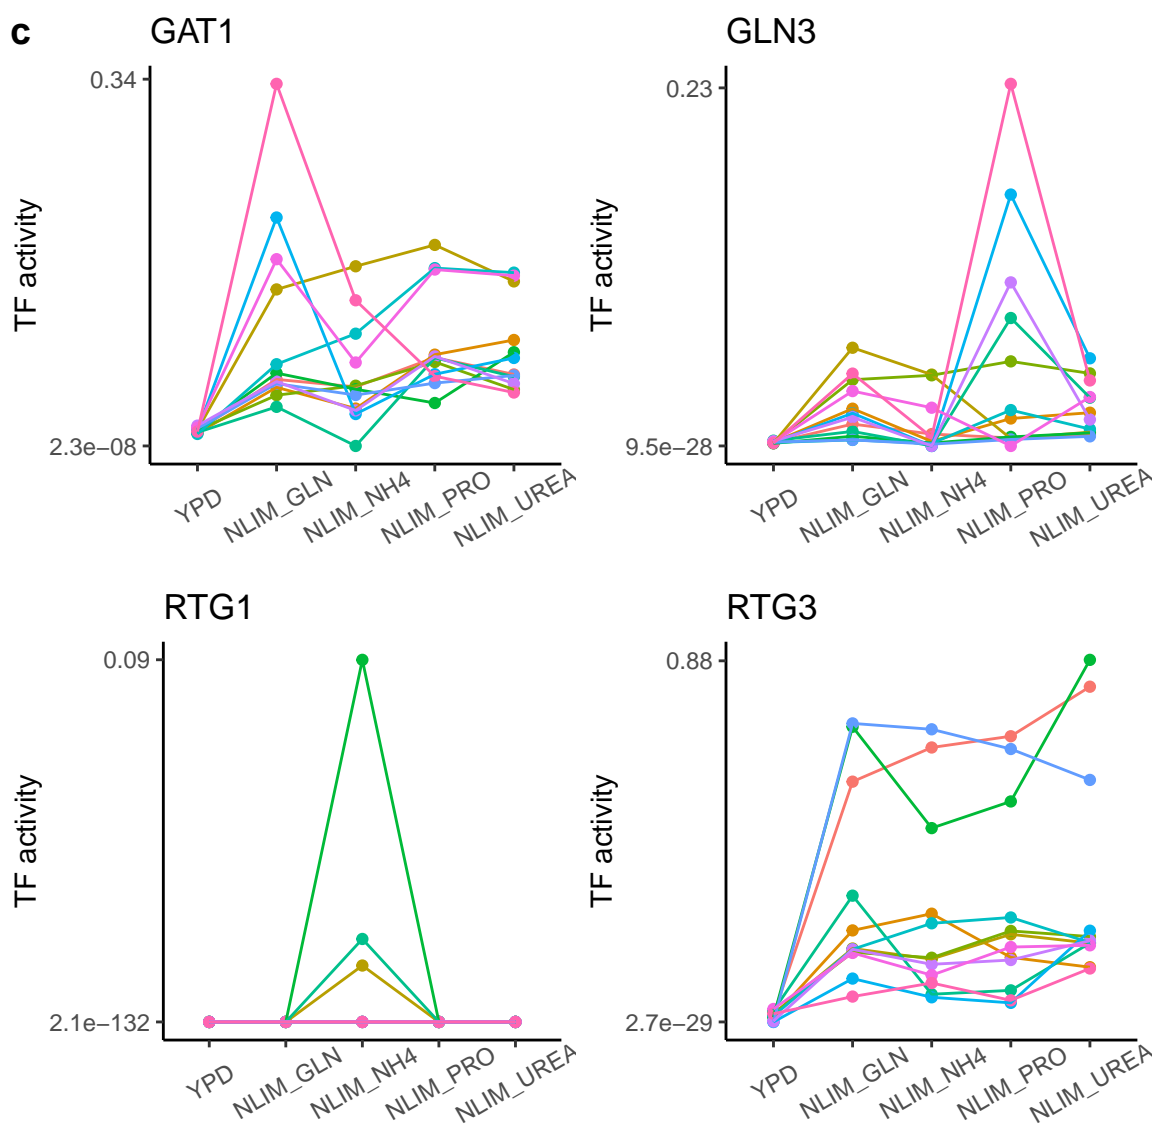 c
GAT1
GLN3
0.34
2.3e−08
TF activity
YPD
NLIM_GLN
NLIM_NH4
NLIM_PRO
NLIM_UREA
0.23
9.5e−28
TF activity
YPD
NLIM_GLN
NLIM_NH4
NLIM_PRO
NLIM_UREA
RTG1
RTG3
0.09
2.1e−132
TF activity
YPD
NLIM_GLN
NLIM_NH4
NLIM_PRO
NLIM_UREA
0.88
2.7e−29
TF activity
YPD
NLIM_GLN
NLIM_NH4
NLIM_PRO
NLIM_UREA